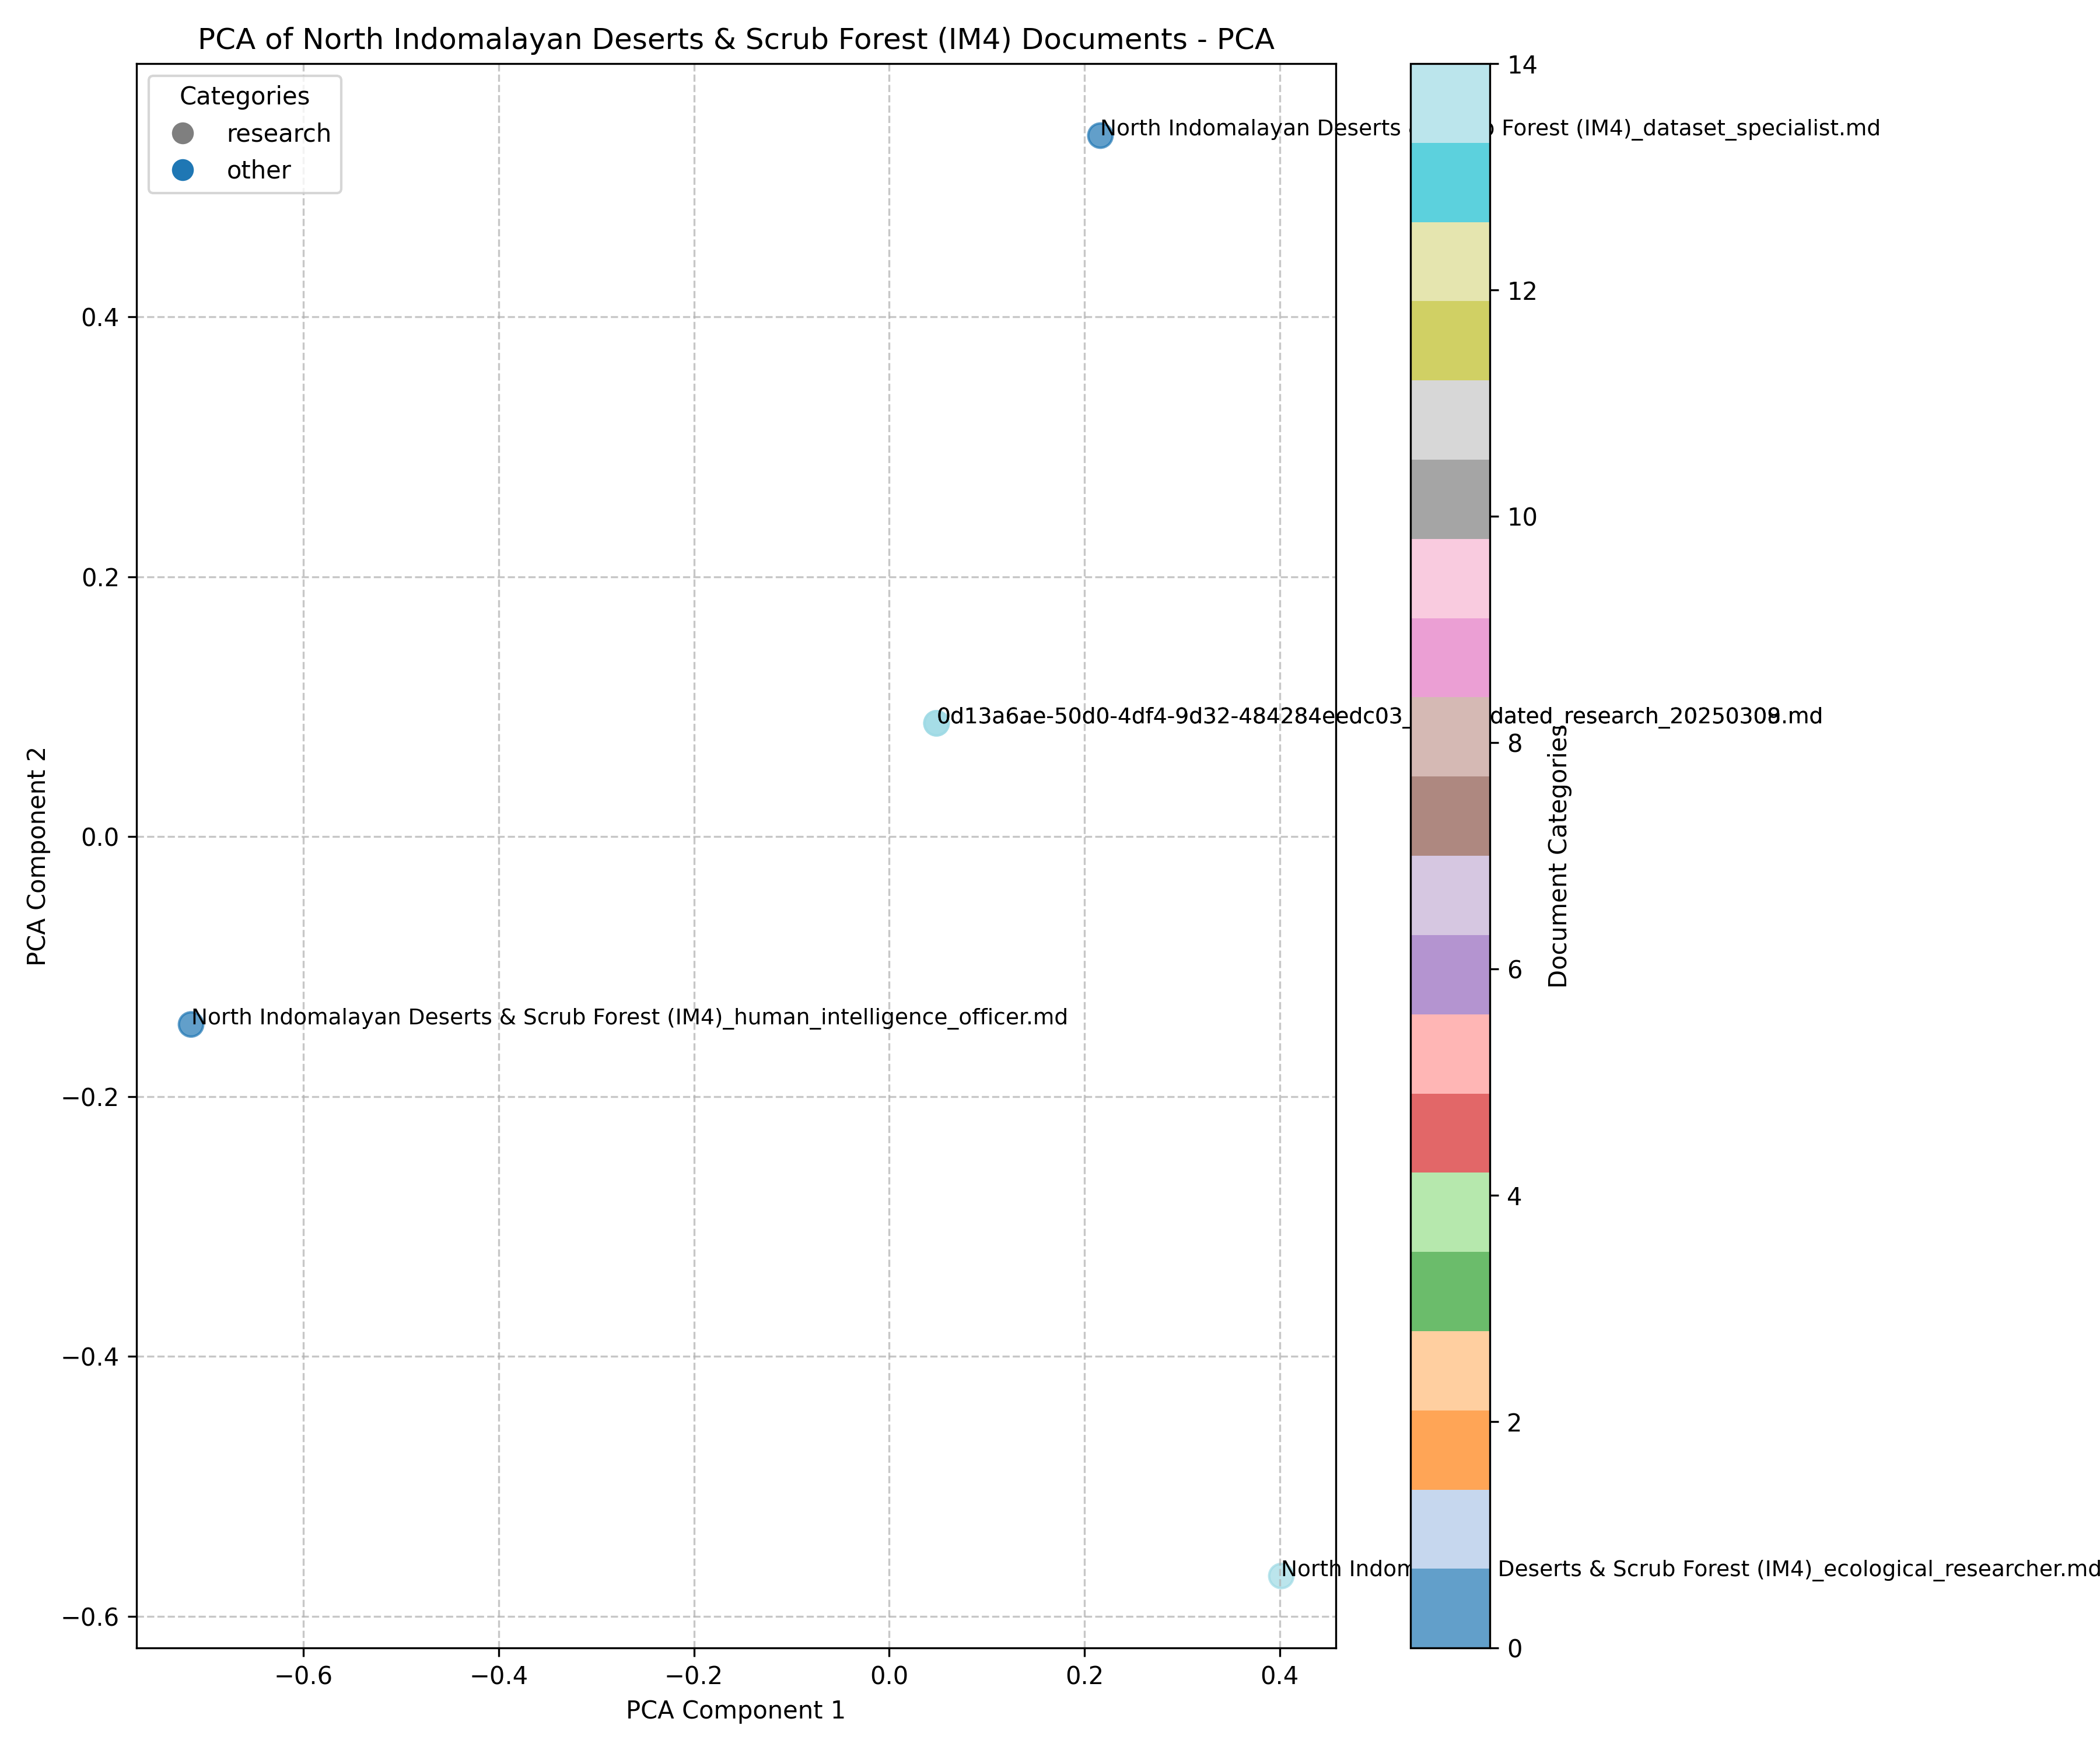 PCA of North Indomalayan Deserts & Scrub Forest (IM4) Documents - PCA
Categories
research
other
North Indomalayan Deserts Forest (IM4)_dataset_specialist.md
0d13a6ae-50d0-4df4-9d32-484284eedc03_ dated_research_2025030 .md
North Indomalayan Deserts & Scrub Forest (IM4)_human_intelligence_officer.md
North Indom Deserts & Scrub Forest (IM4)_ecological_researcher.md
PCA Component 2
0.4
0.2
0.0
−0.2
−0.4
−0.6
−0.6
−0.4
−0.2
0.0
0.2
0.4
PCA Component 1
14
12
10
8
6
4
2
0
Document Categories